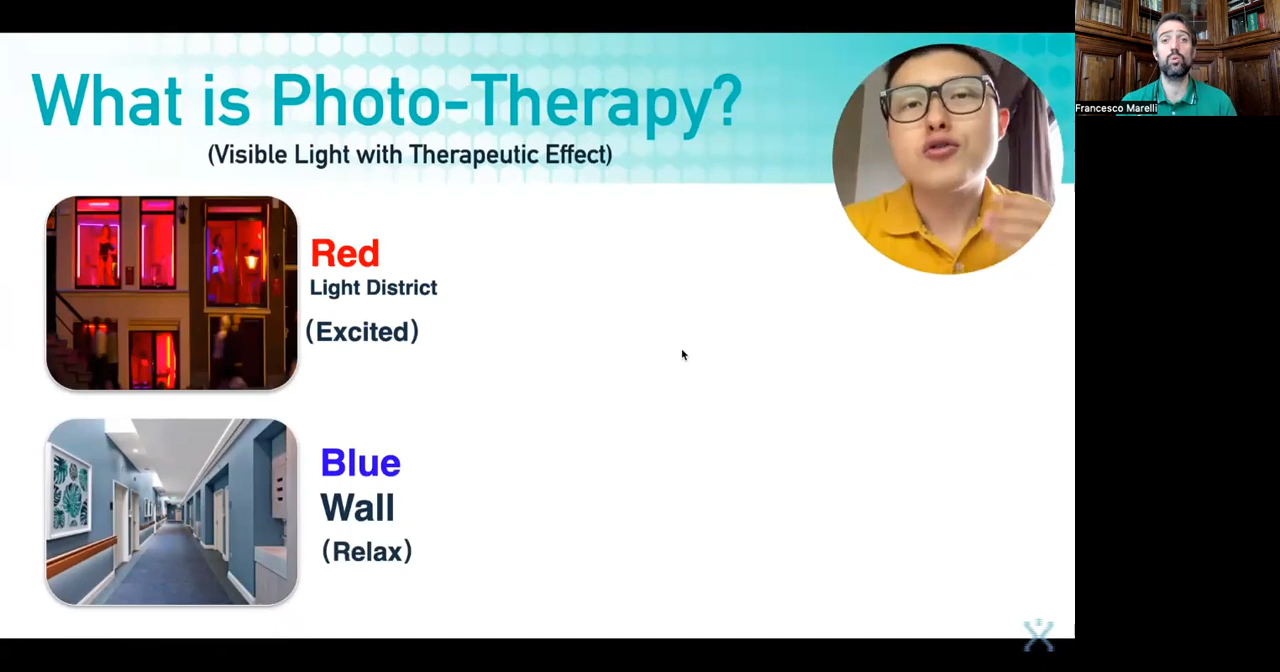 What is Photo-Therapy?
(Visible Light with Therapeutic Effect)
Francesco Marelli
Red
Light District
(Excited)
Blue
Wall
(Relax)